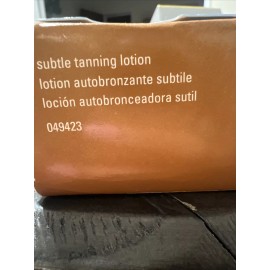 subtle tanning lotion
lotion autobronzante subtile
loción autobronceadora sutil
049423